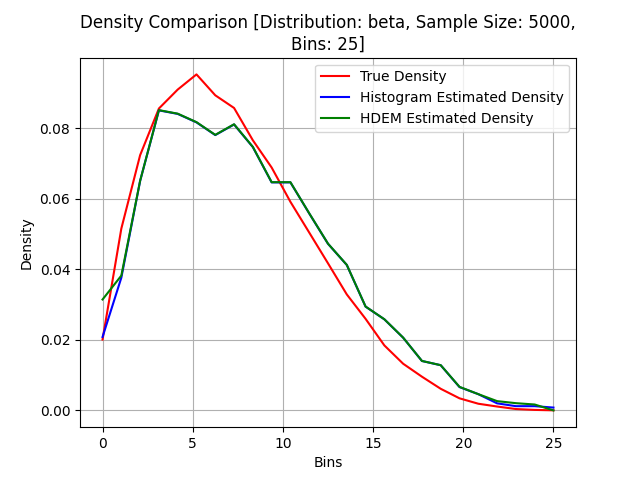 Density Comparison [Distribution: beta, Sample Size: 5000,
Bins: 25]
True Density
Histogram Estimated Density
HDEM Estimated Density
Density
0.08
0.06
0.04
0.02
0.00
0 5 10 15 20 25
Bins